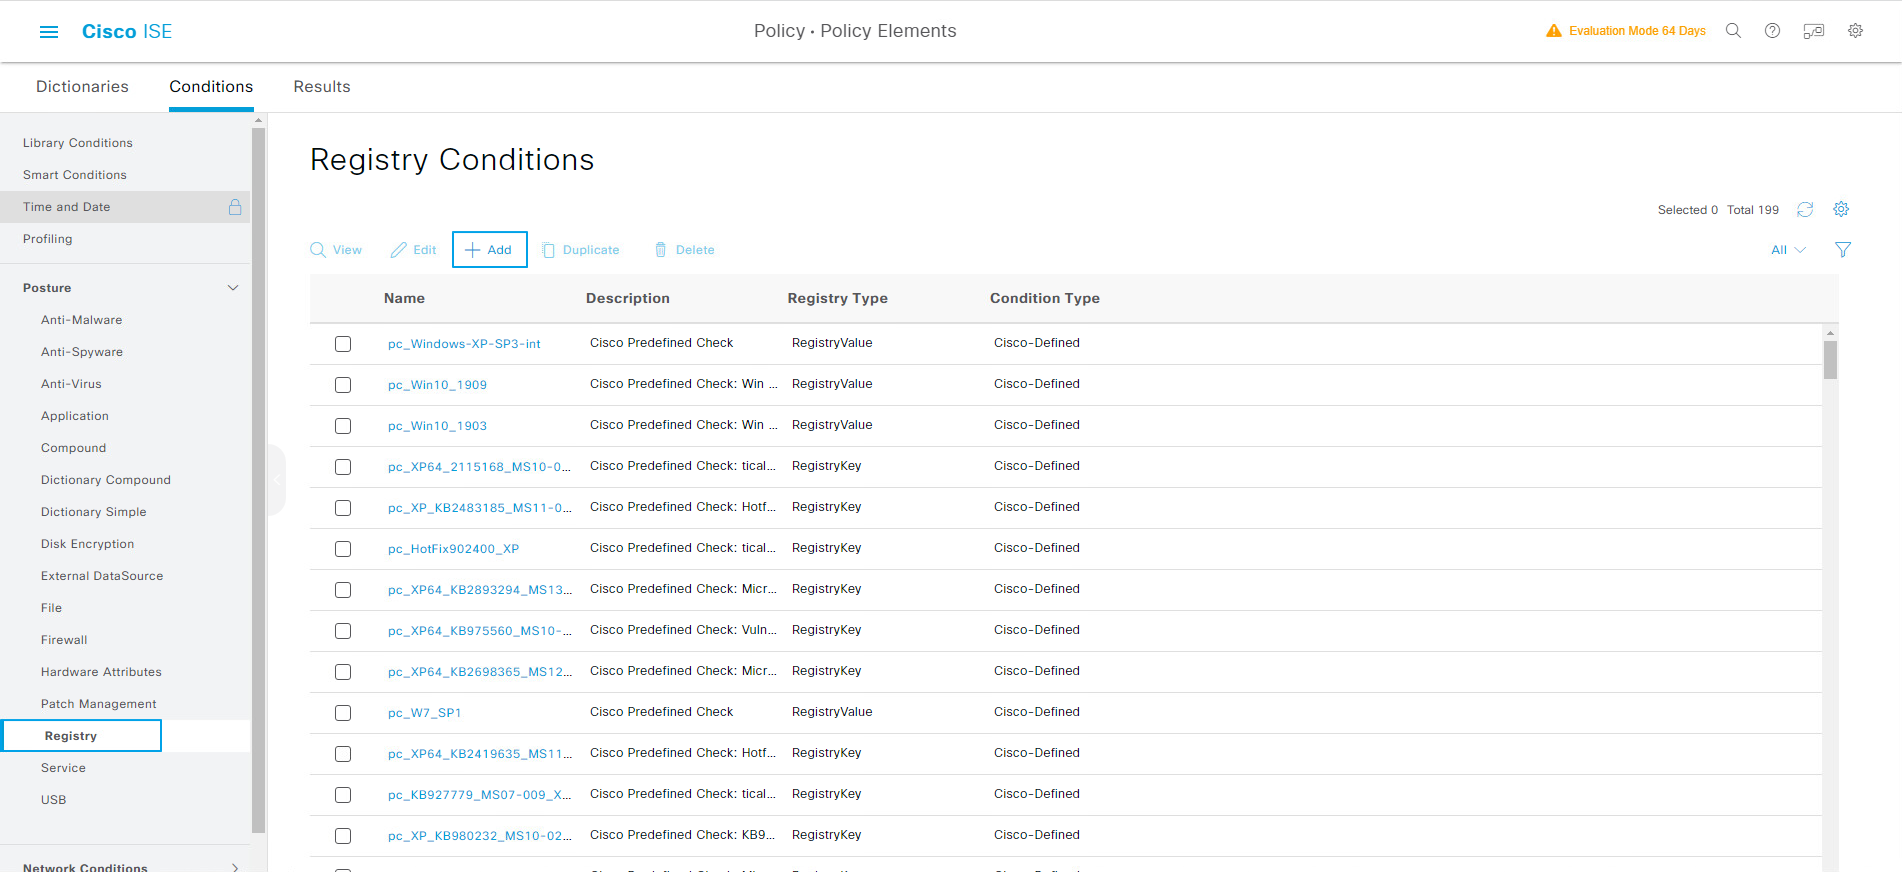 Cisco ISE
Policy · Policy Elements
Evaluation Mode 64 Days
Dictionaries
Conditions
Results
Library Conditions
Smart Conditions
Time and Date
Profiling
Posture
Anti-Malware
Anti-Spyware
Anti-Virus
Application
Compound
Dictionary Compound
Dictionary Simple
Disk Encryption
External DataSource
File
Firewall
Hardware Attributes
Patch Management
Registry
Service
USB
Network Conditions
Registry Conditions
Selected 0 Total 199
View Edit Add Duplicate Delete All
Name Description Registry Type Condition Type
pc_Windows-XP-SP3-int Cisco Predefined Check RegistryValue Cisco-Defined
pc_Win10_1909 Cisco Predefined Check: Win ... RegistryValue Cisco-Defined
pc_Win10_1903 Cisco Predefined Check: Win ... RegistryValue Cisco-Defined
pc_XP64_2115168_MS10-0... Cisco Predefined Check: tical... RegistryKey Cisco-Defined
pc_XP_KB2483185_MS11-0... Cisco Predefined Check: Hotf... RegistryKey Cisco-Defined
pc_HotFix902400_XP Cisco Predefined Check: tical... RegistryKey Cisco-Defined
pc_XP64_KB2893294_MS13... Cisco Predefined Check: Micr... RegistryKey Cisco-Defined
pc_XP64_KB975560_MS10-... Cisco Predefined Check: Vuln... RegistryKey Cisco-Defined
pc_XP64_KB2698365_MS12... Cisco Predefined Check: Micr... RegistryKey Cisco-Defined
pc_W7_SP1 Cisco Predefined Check RegistryValue Cisco-Defined
pc_XP64_KB2419635_MS11... Cisco Predefined Check: Hotf... RegistryKey Cisco-Defined
pc_KB927779_MS07-009_X... Cisco Predefined Check: tical... RegistryKey Cisco-Defined
pc_XP_KB980232_MS10-02... Cisco Predefined Check: KB9... RegistryKey Cisco-Defined